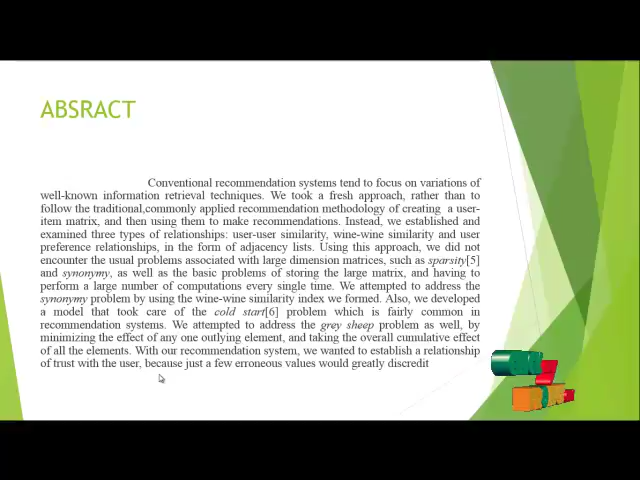 ABSRACT
Conventional recommendation systems tend to focus on variations of
well-known information retrieval techniques. We took a fresh approach, rather than to
follow the traditional,commonly applied recommendation methodology of creating a user-
item matrix, and then using them to make recommendations. Instead, we established and
examined three types of relationships: user-user similarity, wine-wine similarity and user
preference relationships, in the form of adjacency lists. Using this approach, we did not
encounter the usual problems associated with large dimension matrices, such as sparsity[5]
and synonymy, as well as the basic problems of storing the large matrix, and having to
perform a large number of computations every single time. We attempted to address the
synonymy problem by using the wine-wine similarity index we formed. Also, we developed
a model that took care of the cold start[6] problem which is fairly common in
recommendation systems. We attempted to address the grey sheep problem as well, by
minimizing the effect of any one outlying element, and taking the overall cumulative effect
of all the elements. With our recommendation system, we wanted to establish a relationship
of trust with the user, because just a few erroneous values would greatly discredit